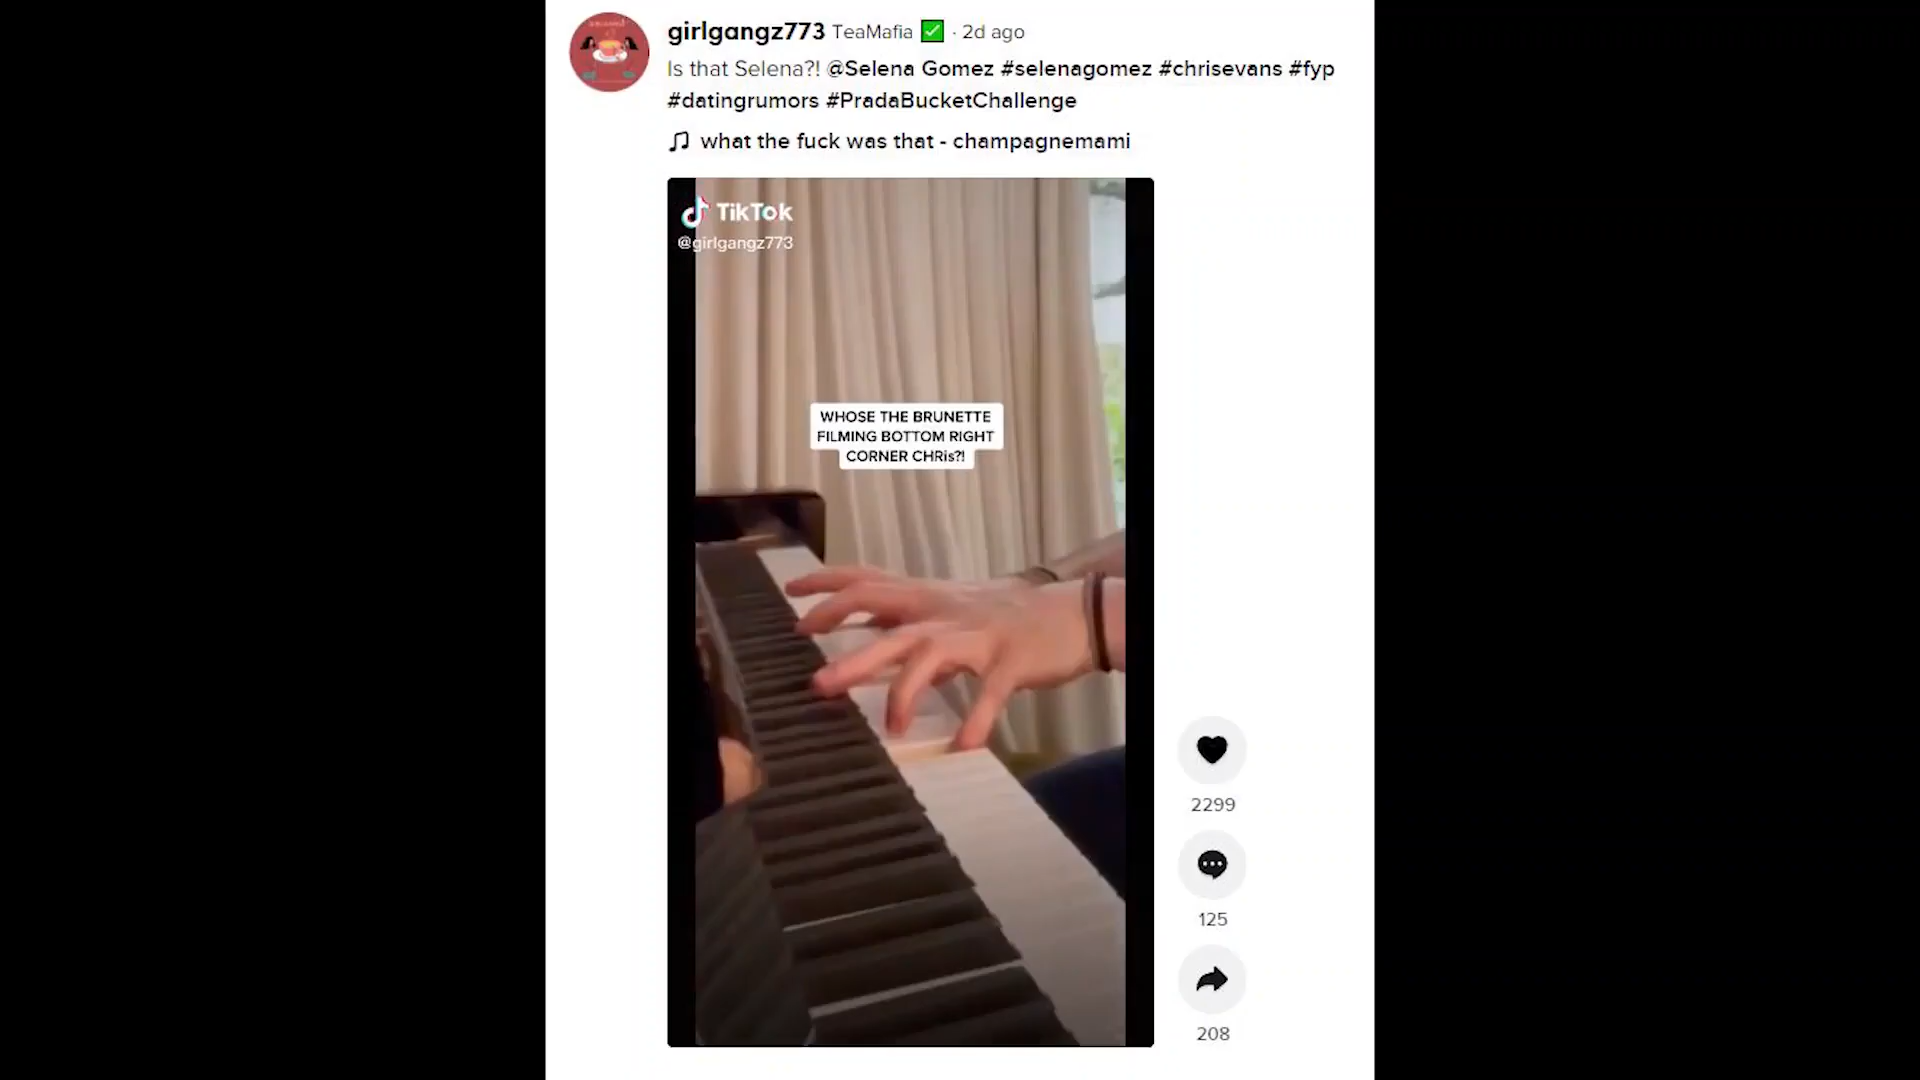 girlgangz773 TeaMafia ✅ · 2d ago
Is that Selena?! @Selena Gomez #selenagomez #chrisevans #fyp
#datingrumors #PradaBucketChallenge
♫ what the fuck was that - champagnemami
TikTok
@girlgangz773
WHOSE THE BRUNETTE
FILMING BOTTOM RIGHT
CORNER CHRis?!
2299
125
208